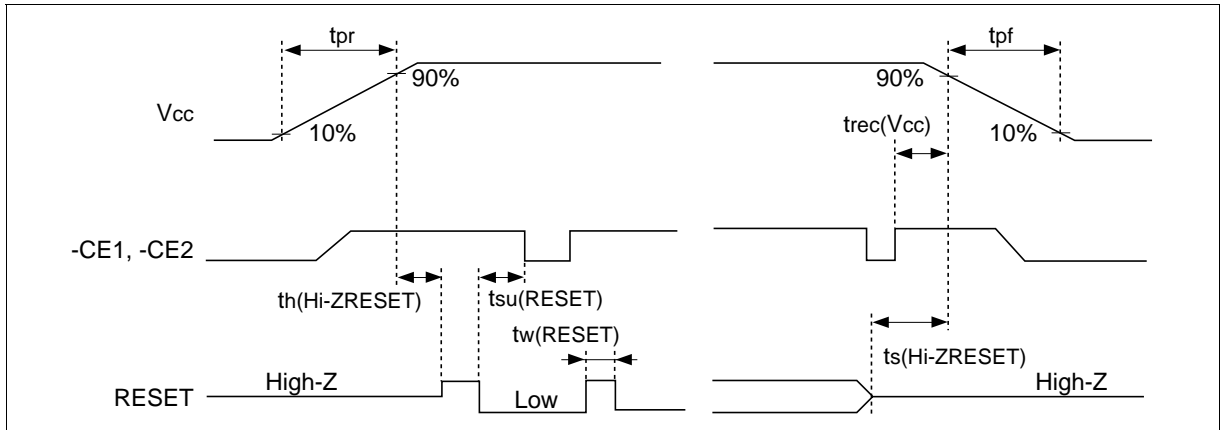 tpr
tpf
90%
90%
Vcc
trec(Vcc)
10%
10%
-CE1, -CE2
th(Hi-ZRESET)
tsu(RESET)
tw(RESET)
ts(Hi-ZRESET)
High-Z
High-Z
RESET
Low